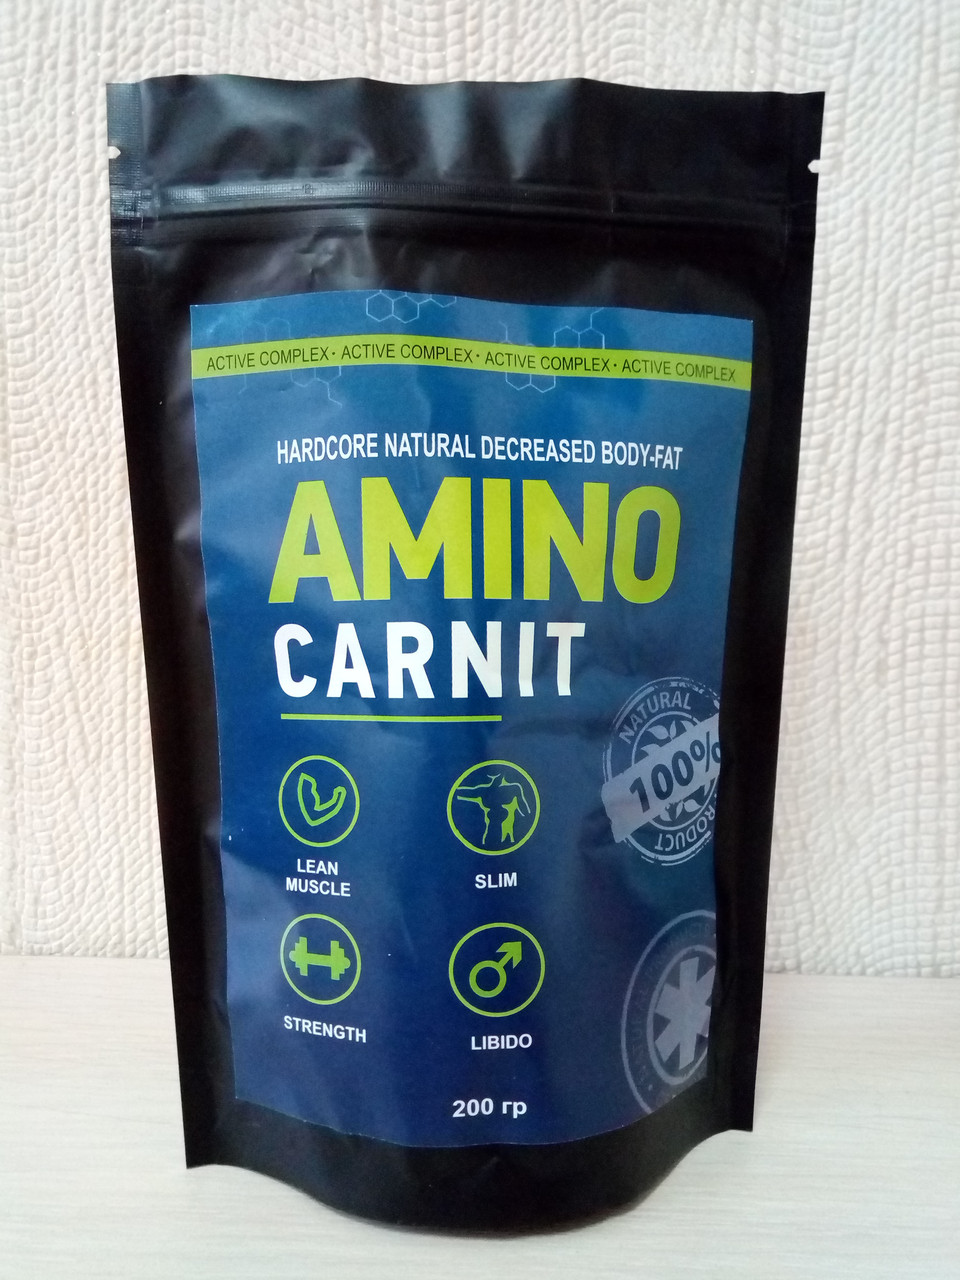 ACTIVE COMPLEX · ACTIVE COMPLEX · ACTIVE COMPLEX · ACTIVE COMPLEX
HARDCORE NATURAL DECREASED BODY-FAT
AMINO
CARNIT
NATURAL
100%
PRODUCT
LEAN
MUSCLE
SLIM
STRENGTH
LIBIDO
200 гр